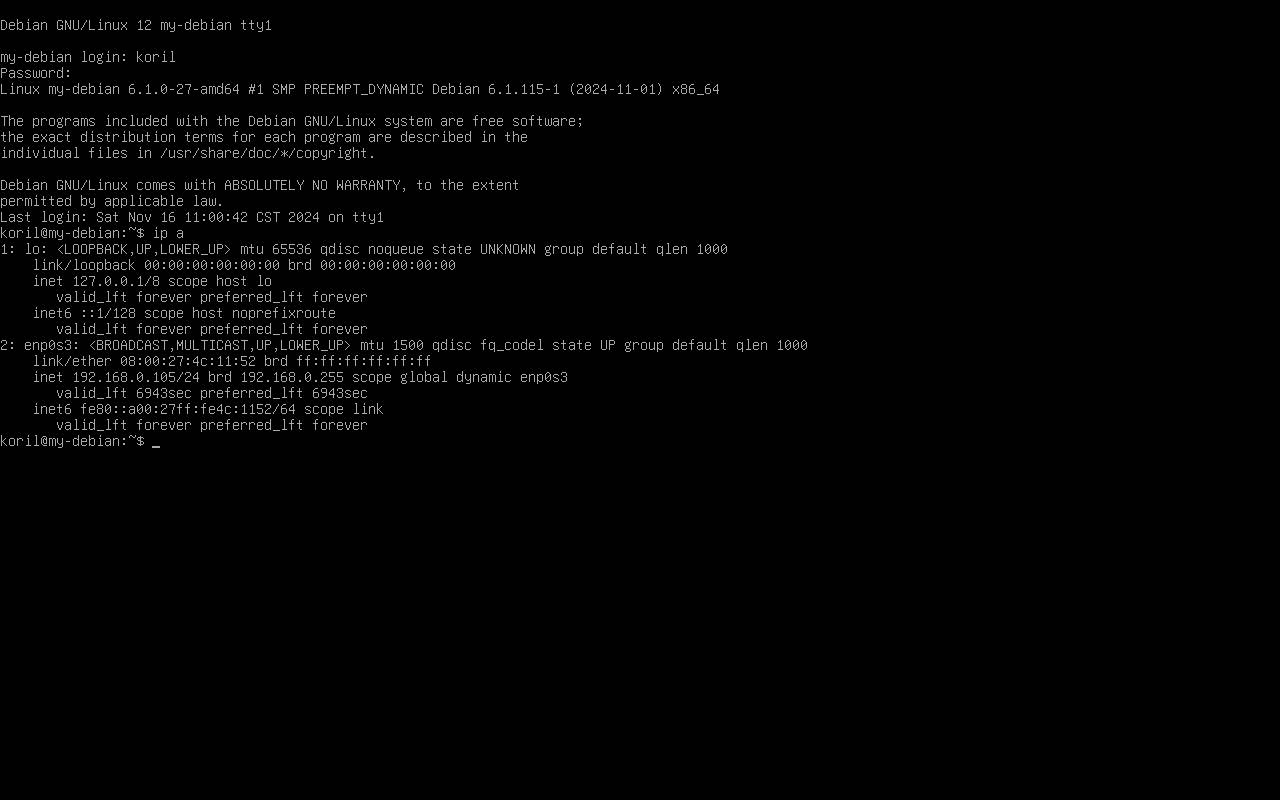 Debian GNU/Linux 12 my-debian tty1
my-debian login: koril
Password:
Linux my-debian 6.1.0-27-amd64 #1 SMP PREEMPT_DYNAMIC Debian 6.1.115-1 (2024-11-01) x86_64
The programs included with the Debian GNU/Linux system are free software;
the exact distribution terms for each program are described in the
individual files in /usr/share/doc/*/copyright.
Debian GNU/Linux comes with ABSOLUTELY NO WARRANTY, to the extent
permitted by applicable law.
Last login: Sat Nov 16 11:00:42 CST 2024 on tty1
koril@my-debian:~$ ip a
1: lo: <LOOPBACK,UP,LOWER_UP> mtu 65536 qdisc noqueue state UNKNOWN group default qlen 1000
    link/loopback 00:00:00:00:00:00 brd 00:00:00:00:00:00
    inet 127.0.0.1/8 scope host lo
       valid_lft forever preferred_lft forever
    inet6 ::1/128 scope host noprefixroute
       valid_lft forever preferred_lft forever
2: enp0s3: <BROADCAST,MULTICAST,UP,LOWER_UP> mtu 1500 qdisc fq_codel state UP group default qlen 1000
    link/ether 08:00:27:4c:11:52 brd ff:ff:ff:ff:ff:ff
    inet 192.168.0.105/24 brd 192.168.0.255 scope global dynamic enp0s3
       valid_lft 6943sec preferred_lft 6943sec
    inet6 fe80::a00:27ff:fe4c:1152/64 scope link
       valid_lft forever preferred_lft forever
koril@my-debian:~$ _